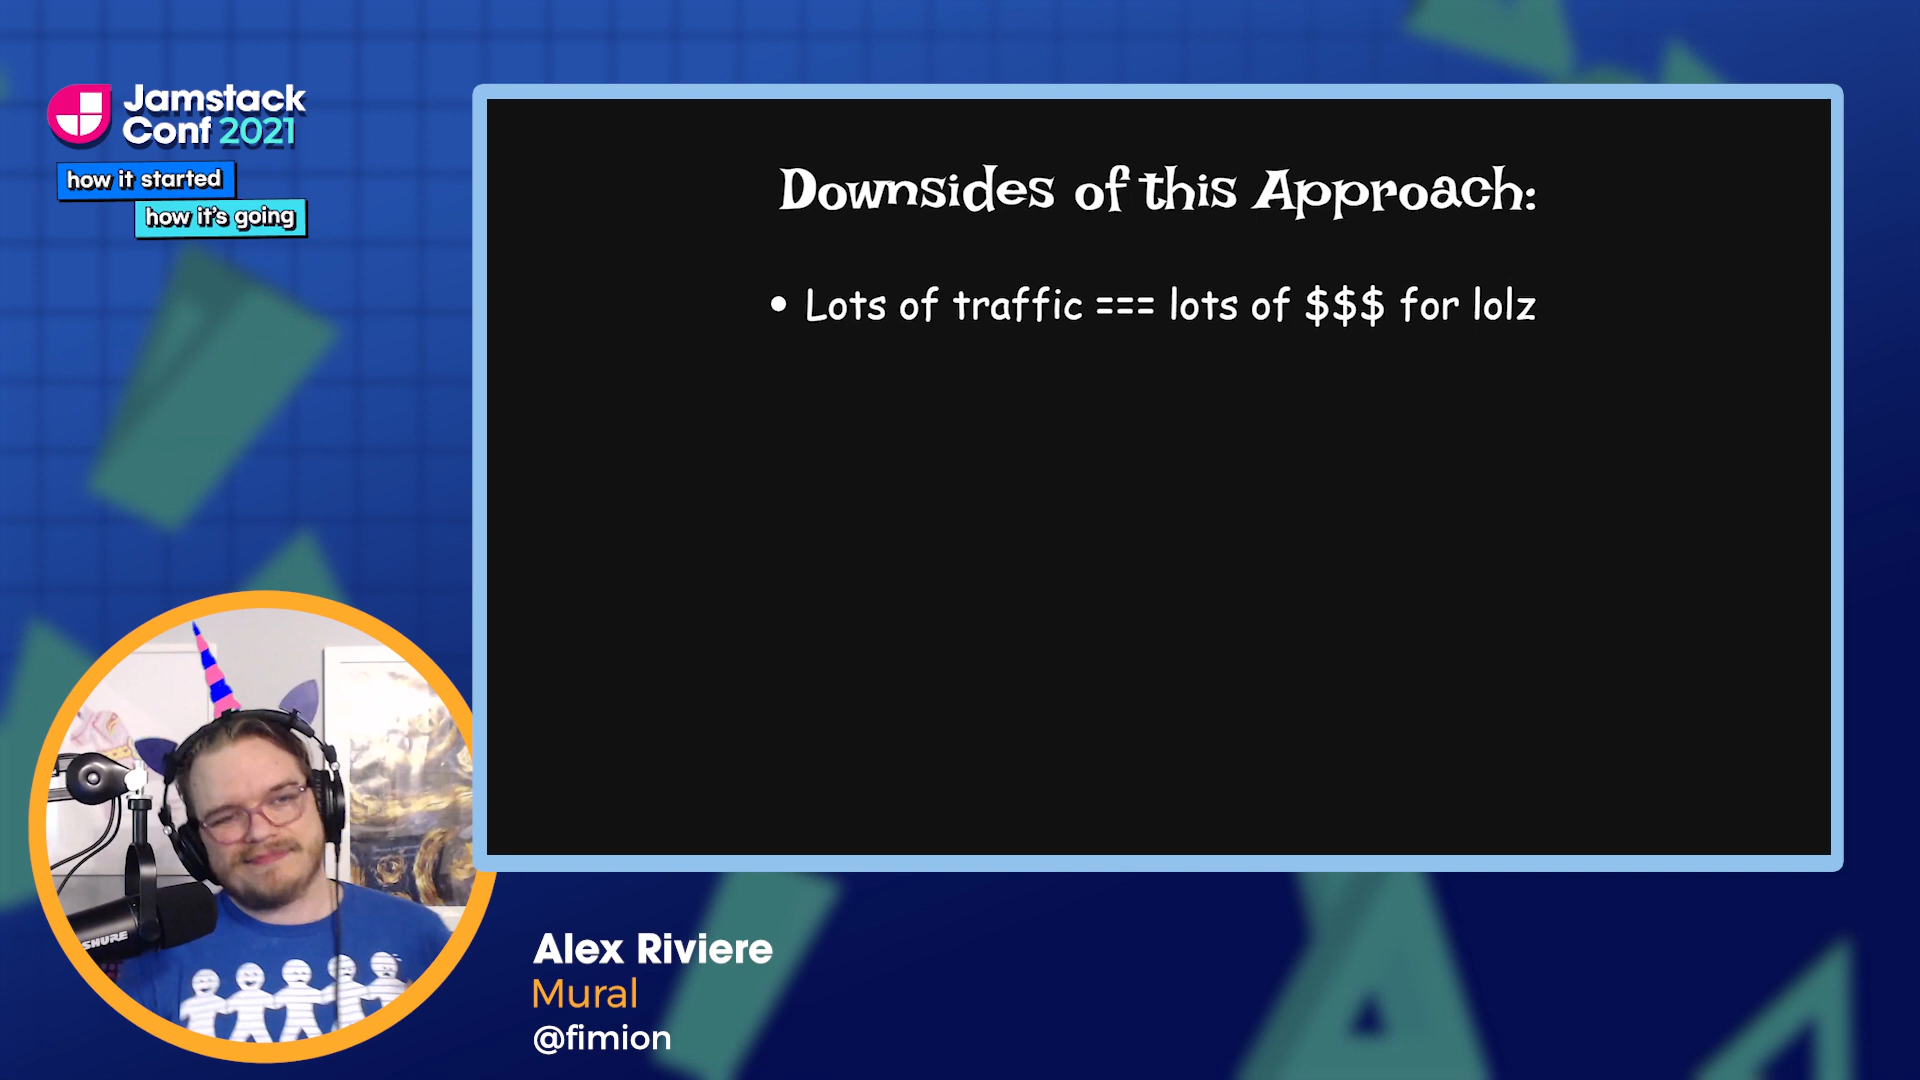 Jamstack
Conf 2021
how it started
how it's going
Downsides of this Approach:
• Lots of traffic === lots of $$$ for lolz
SHURE
Alex Riviere
Mural
@fimion